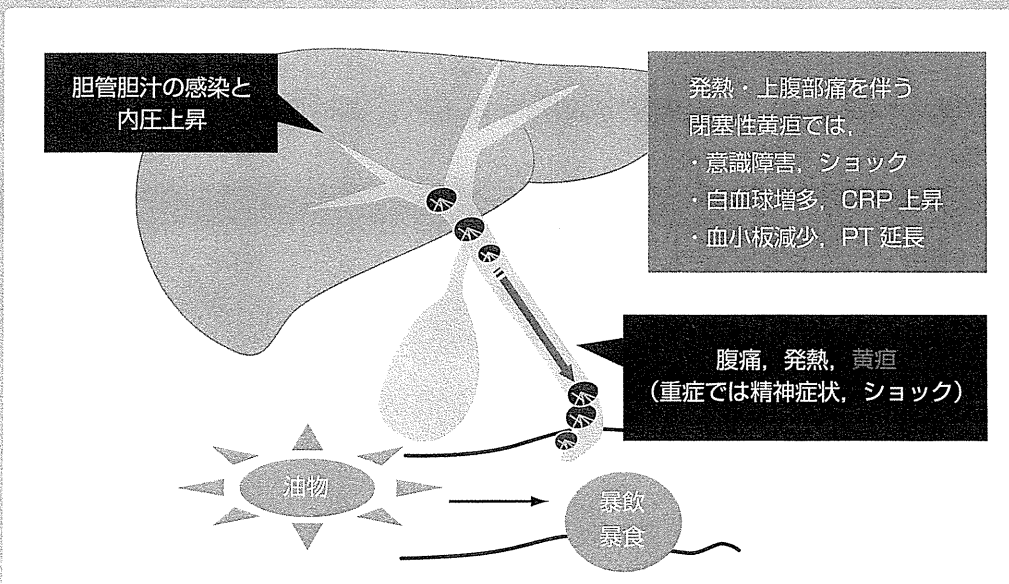 胆管胆汁の感染と
内圧上昇
発熱・上腹部痛を伴う
閉塞性黄疸では，
・意識障害，ショック
・白血球増多，CRP 上昇
・血小板減少，PT 延長
腹痛，発熱，黄疸
（重症では精神症状，ショック）
油物
暴飲
暴食